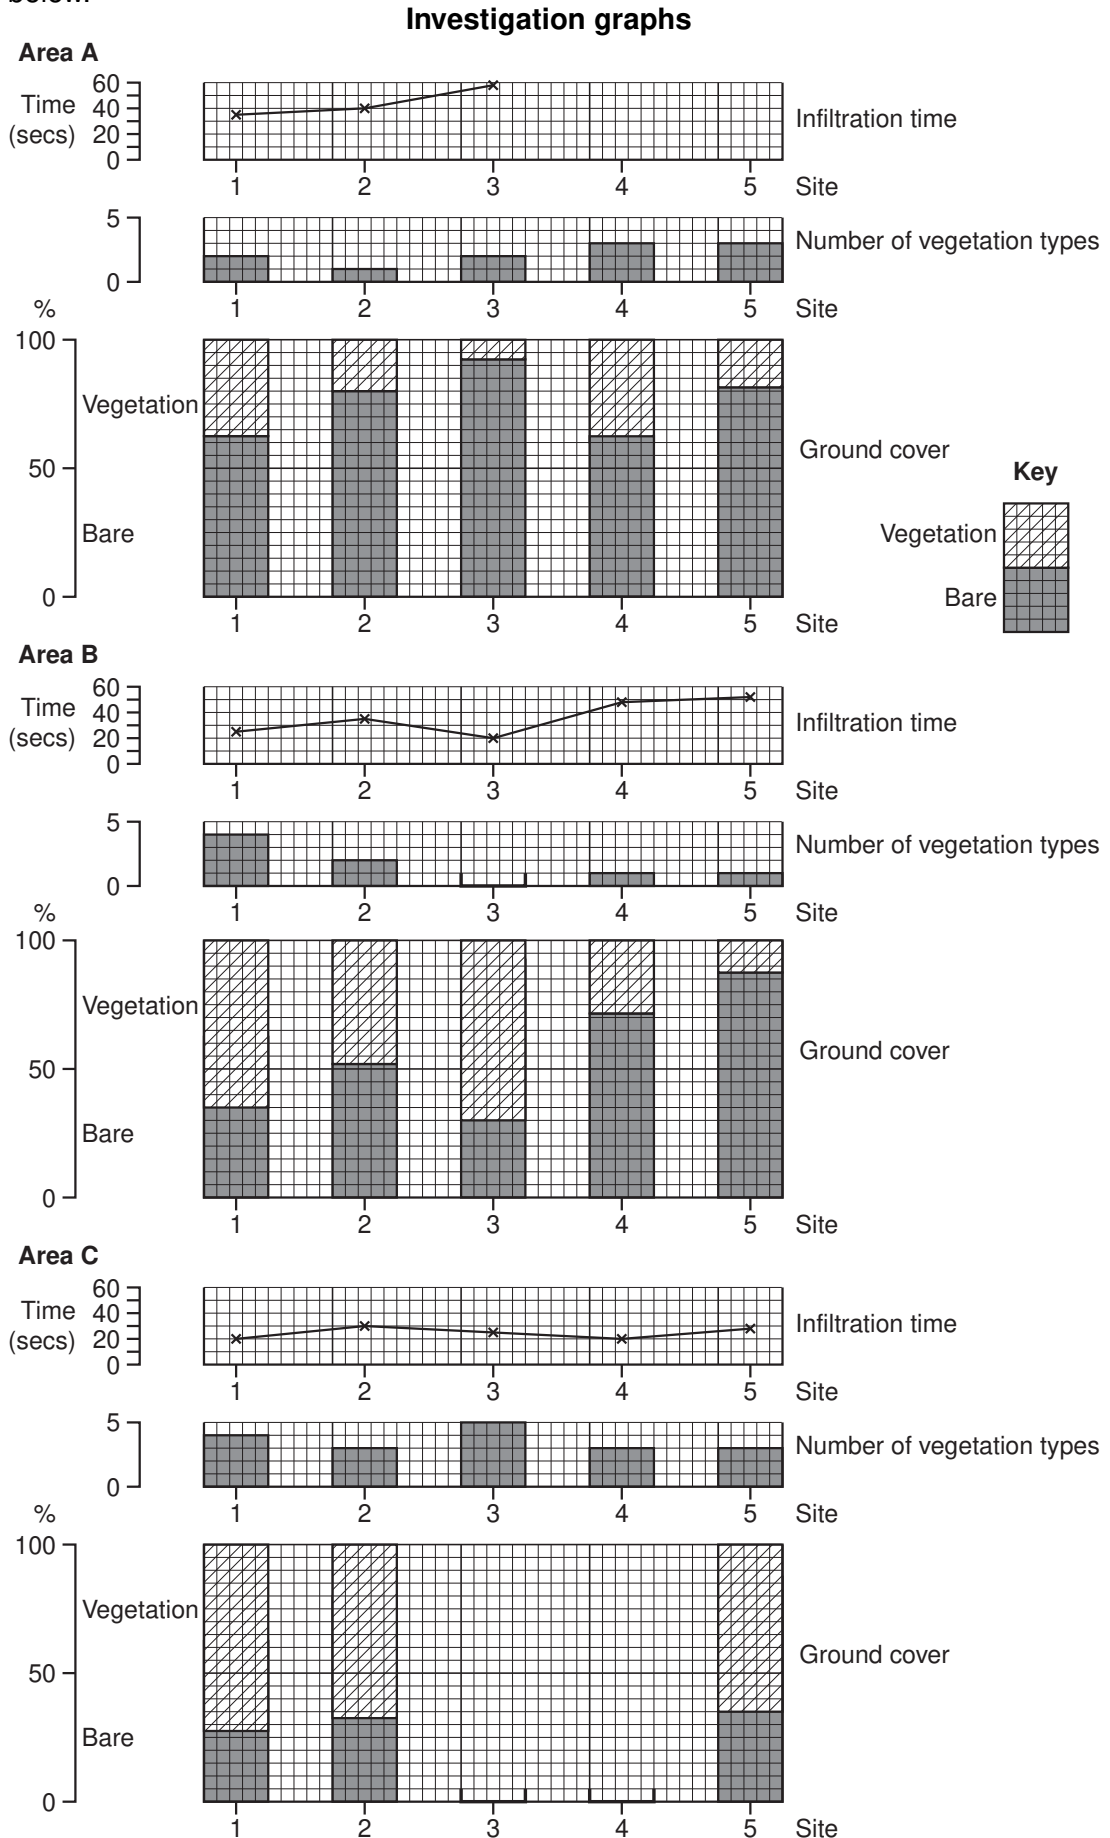 Investigation graphs
Area A
Time
(secs)
60
40
20
0
Infiltration time
1 2 3 4 5 Site
5
0
Number of vegetation types
1 2 3 4 5 Site
%
100
Vegetation
50
Bare
0
Ground cover
Key
Vegetation
Bare
1 2 3 4 5 Site
Area B
Time
(secs)
60
40
20
0
Infiltration time
1 2 3 4 5 Site
5
0
Number of vegetation types
1 2 3 4 5 Site
%
100
Vegetation
50
Bare
0
Ground cover
1 2 3 4 5 Site
Area C
Time
(secs)
60
40
20
0
Infiltration time
1 2 3 4 5 Site
5
0
Number of vegetation types
1 2 3 4 5 Site
%
100
Vegetation
50
Bare
0
Ground cover
1 2 3 4 5 Site